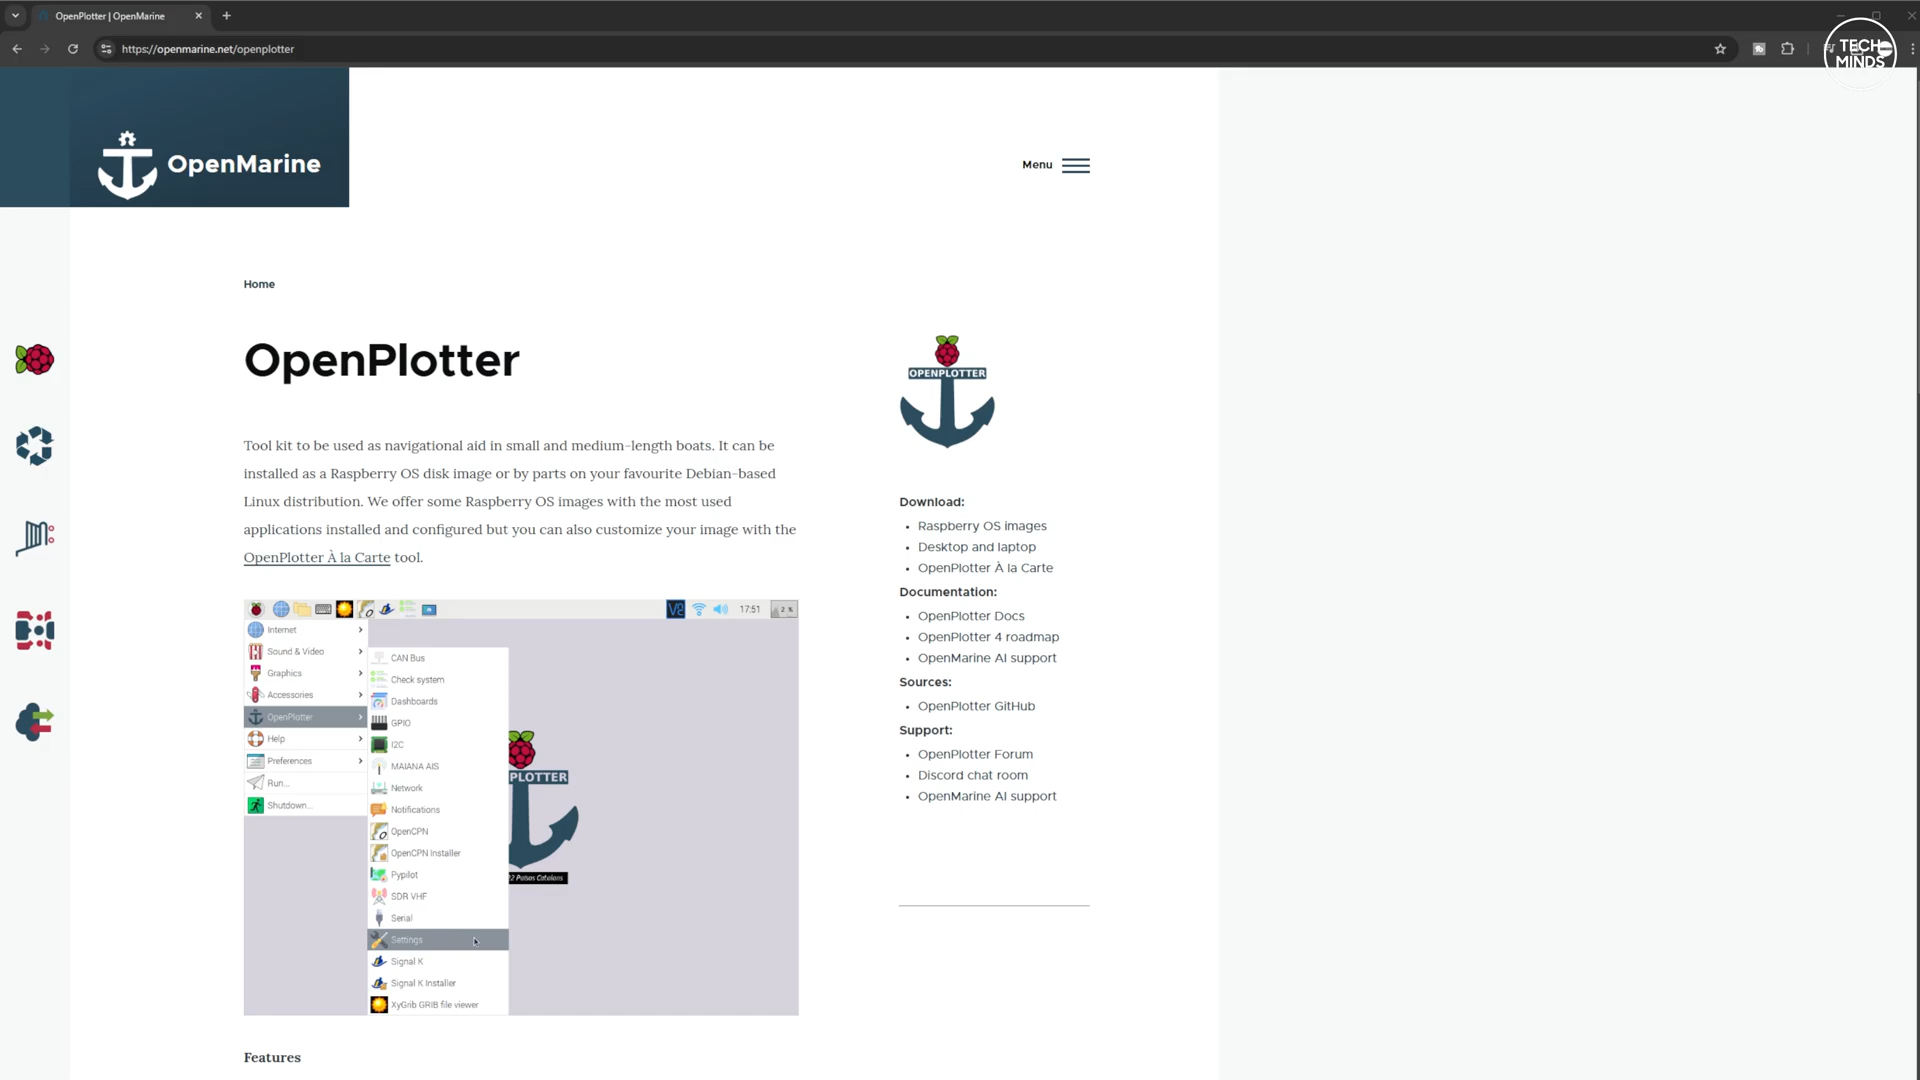 OpenPlotter | OpenMarine
https://openmarine.net/openplotter
TECH
MINDS
OpenMarine
Menu
Home
OpenPlotter
Tool kit to be used as navigational aid in small and medium-length boats. It can be
installed as a Raspberry OS disk image or by parts on your favourite Debian-based
Linux distribution. We offer some Raspberry OS images with the most used
applications installed and configured but you can also customize your image with the
OpenPlotter À la Carte tool.
V2
17:51
2 %
Internet
Sound & Video
Graphics
Accessories
OpenPlotter
Help
Preferences
Run...
Shutdown...
CAN Bus
Check system
Dashboards
GPIO
I2C
MAIANA AIS
Network
Notifications
OpenCPN
OpenCPN Installer
Pypilot
SDR VHF
Serial
Settings
Signal K
Signal K Installer
XyGrib GRIB file viewer
PLOTTER
Països Catalans
Features
OPENPLOTTER
Download:
Raspberry OS images
Desktop and laptop
OpenPlotter À la Carte
Documentation:
OpenPlotter Docs
OpenPlotter 4 roadmap
OpenMarine AI support
Sources:
OpenPlotter GitHub
Support:
OpenPlotter Forum
Discord chat room
OpenMarine AI support